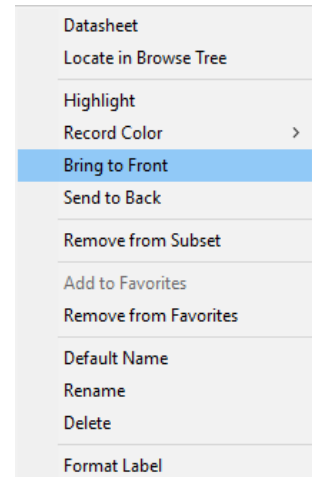 Datasheet
Locate in Browse Tree
Highlight
Record Color
Bring to Front
Send to Back
Remove from Subset
Add to Favorites
Remove from Favorites
Default Name
Rename
Delete
Format Label